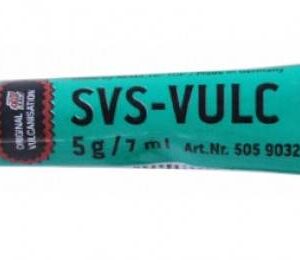 Made in Germany
ORIGINAL
VULCANISATION
SVS-VULC
5 g / 7 ml Art.Nr. 505 9032